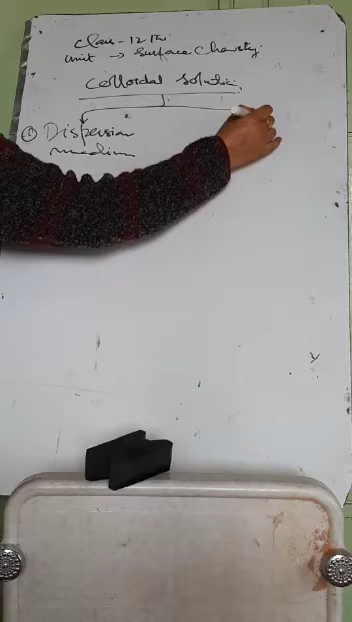 Class - 12th
Unit → Surface Chemistry
Colloidal Solution
① Dispersion
medium